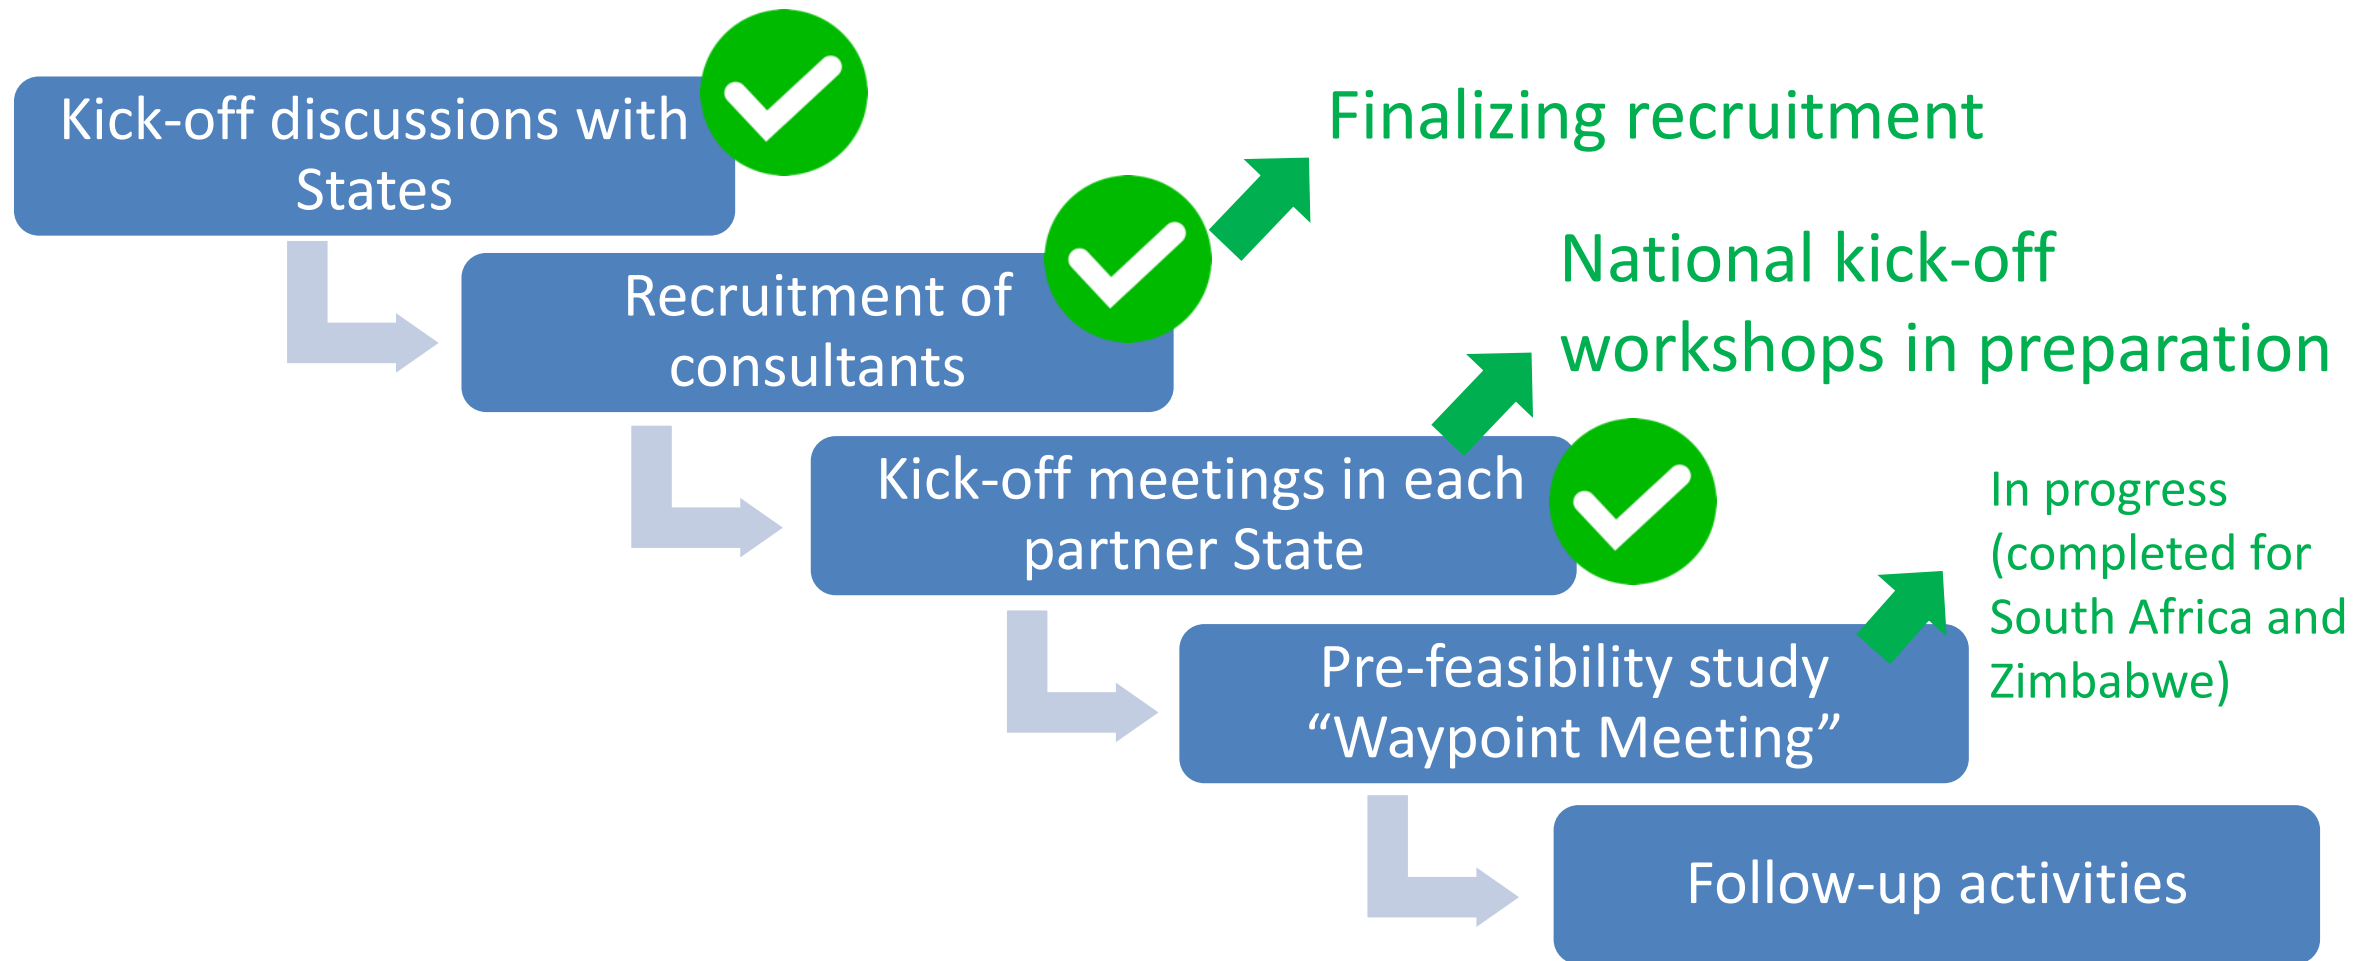 Kick-off discussions with
States
Finalizing recruitment
Recruitment of
consultants
National kick-off
workshops in preparation
Kick-off meetings in each
partner State
In progress
(completed for
South Africa and
Zimbabwe)
Pre-feasibility study
“Waypoint Meeting”
Follow-up activities